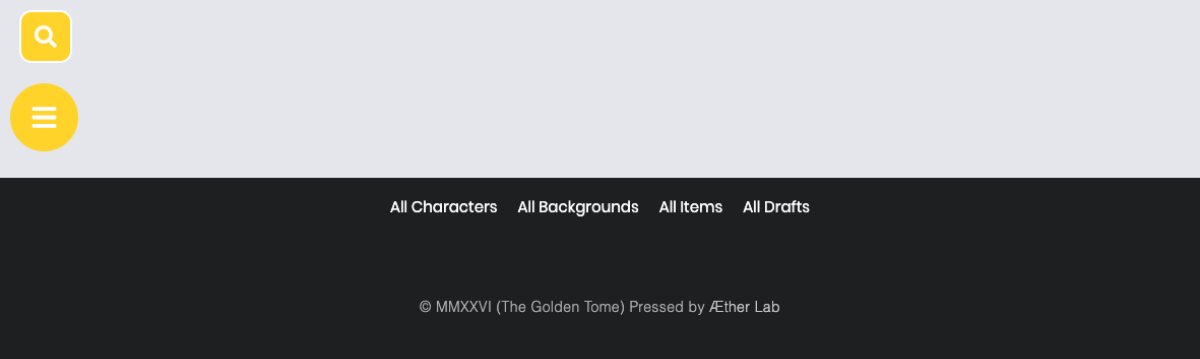 All Characters All Backgrounds All Items All Drafts
© MMXXVI (The Golden Tome) Pressed by Æther Lab